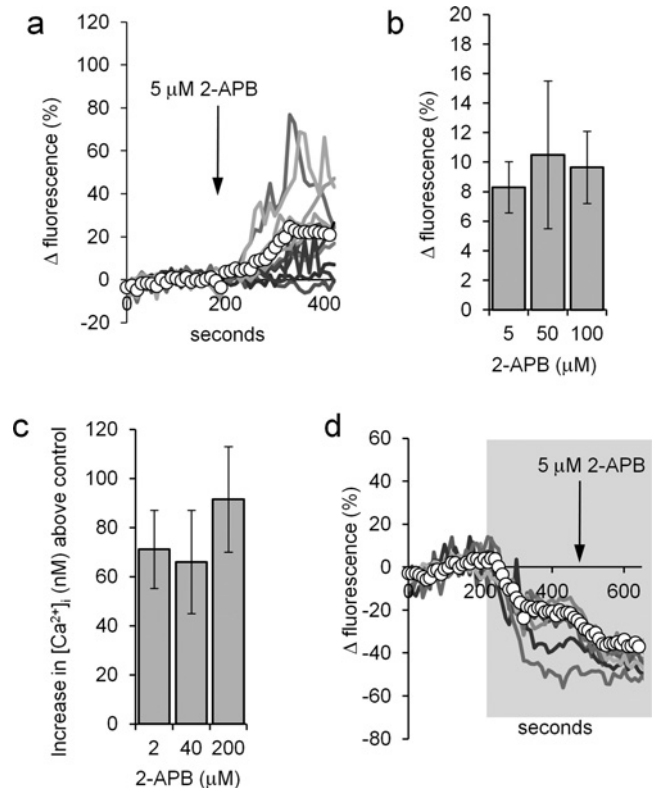 a
120
100
80
60
40
20
0
-20
Δ fluorescence (%)
5 μM 2-APB
0
200
400
seconds
b
20
18
16
14
12
10
8
6
4
2
0
Δ fluorescence (%)
5 50 100
2-APB (μM)
c
120
100
80
60
40
20
0
Increase in [Ca²⁺]ᵢ (nM) above control
2 40 200
2-APB (μM)
d
60
40
20
0
-20
-40
-60
-80
Δ fluorescence (%)
5 μM 2-APB
0 200 400 600
seconds